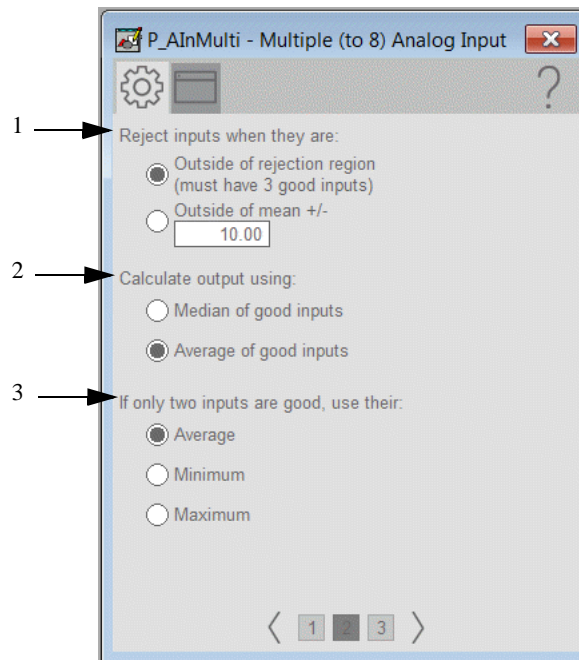 P_AInMulti - Multiple (to 8) Analog Input
?
1
Reject inputs when they are:
Outside of rejection region
(must have 3 good inputs)
Outside of mean +/-
10.00
2
Calculate output using:
Median of good inputs
Average of good inputs
3
If only two inputs are good, use their:
Average
Minimum
Maximum
1 2 3